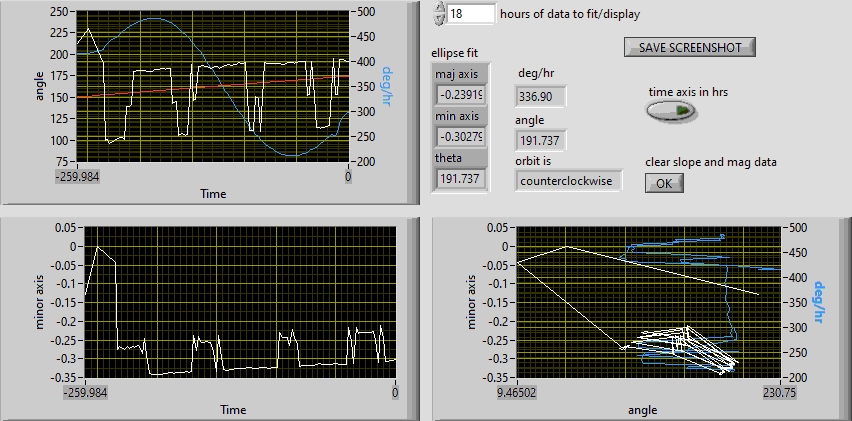 18 hours of data to fit/display
SAVE SCREENSHOT
250 500
225 450
200 400
175 350
150 300
125 250
100
75 200
angle
deg/hr
-259.984 0
Time
ellipse fit
maj axis
-0.23919
min axis
-0.30279
theta
191.737
deg/hr
336.90
angle
191.737
orbit is
counterclockwise
time axis in hrs
clear slope and mag data
OK
0.05
0
-0.05
-0.1
-0.15
-0.2
-0.25
-0.3
-0.35
minor axis
-259.984 0
Time
0.05 500
0 450
-0.05
-0.1 400
-0.15 350
-0.2 300
-0.25
-0.3 250
-0.35 200
minor axis
deg/hr
9.46502 230.75
angle